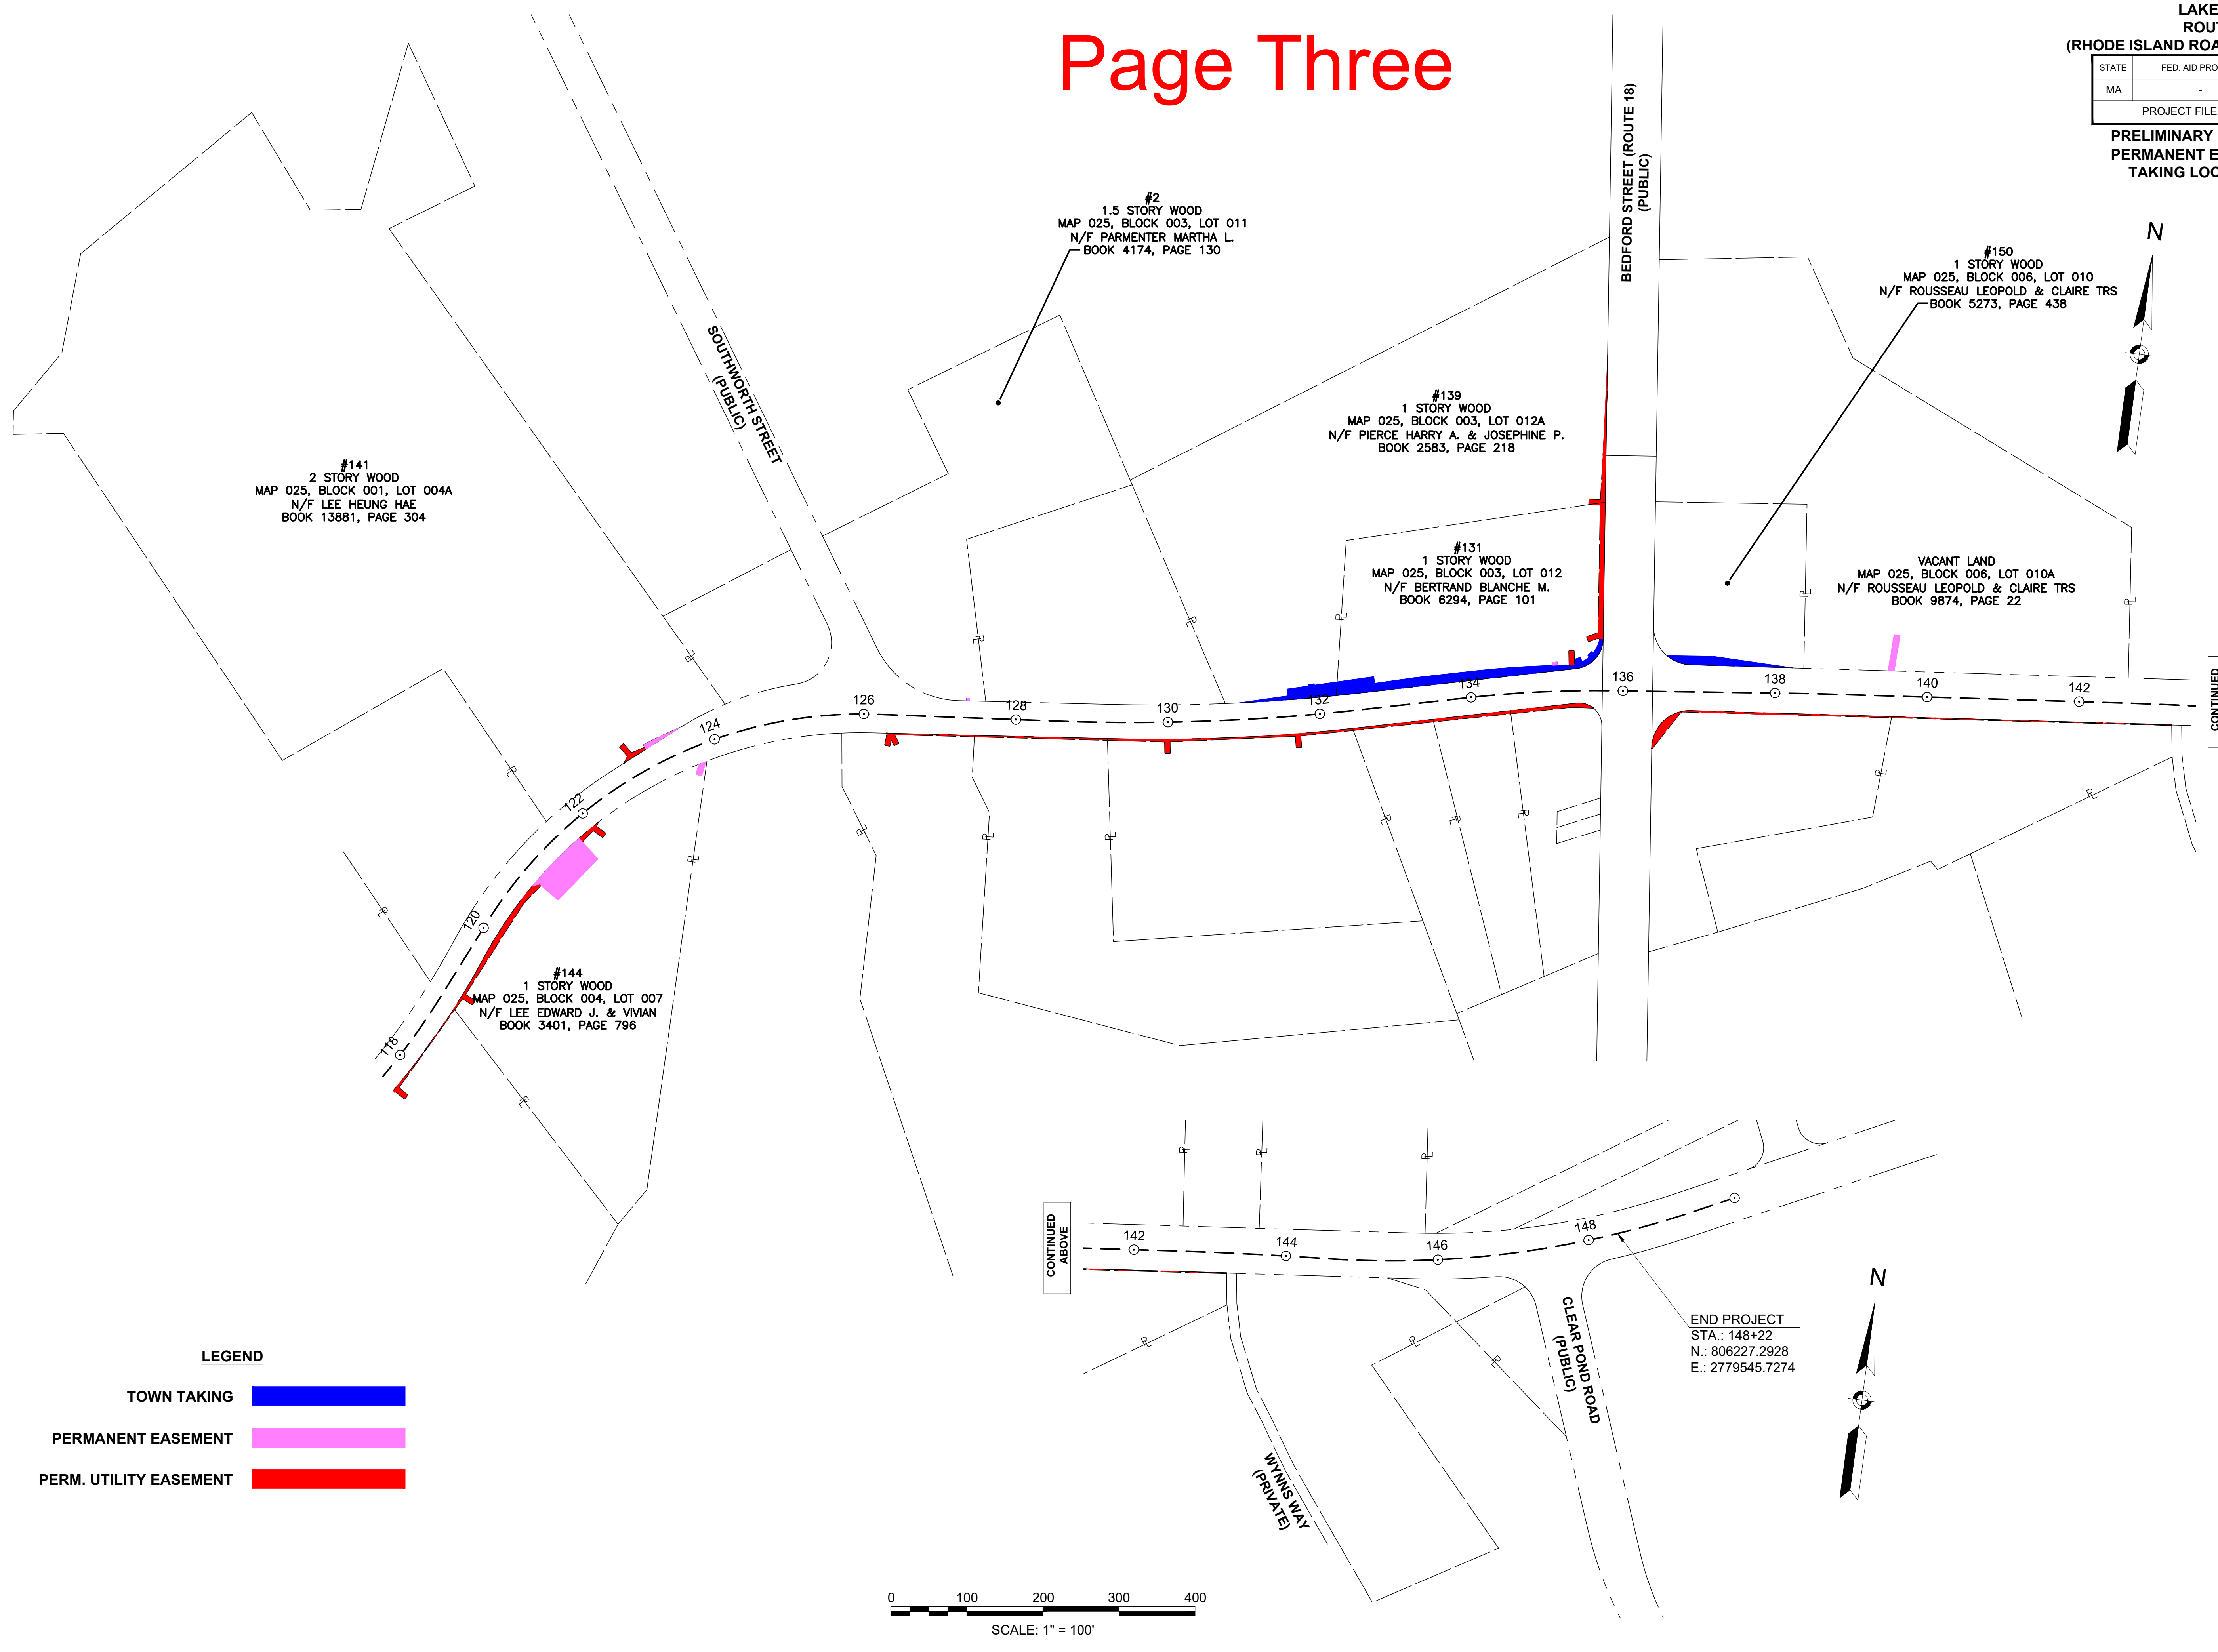 Page Three
LAKE
ROUT
(RHODE ISLAND ROA
STATE
FED. AID PRO
MA
-
PROJECT FILE
PRELIMINARY
PERMANENT E
TAKING LOC
BEDFORD STREET (ROUTE 18)
(PUBLIC)
N
#2
1.5 STORY WOOD
MAP 025, BLOCK 003, LOT 011
N/F PARMENTER MARTHA L.
BOOK 4174, PAGE 130
#150
1 STORY WOOD
MAP 025, BLOCK 006, LOT 010
N/F ROUSSEAU LEOPOLD & CLAIRE TRS
BOOK 5273, PAGE 438
SOUTHWORTH STREET
(PUBLIC)
#139
1 STORY WOOD
MAP 025, BLOCK 003, LOT 012A
N/F PIERCE HARRY A. & JOSEPHINE P.
BOOK 2583, PAGE 218
#141
2 STORY WOOD
MAP 025, BLOCK 001, LOT 004A
N/F LEE HEUNG HAE
BOOK 13881, PAGE 304
#131
1 STORY WOOD
MAP 025, BLOCK 003, LOT 012
N/F BERTRAND BLANCHE M.
BOOK 6294, PAGE 101
VACANT LAND
MAP 025, BLOCK 006, LOT 010A
N/F ROUSSEAU LEOPOLD & CLAIRE TRS
BOOK 9874, PAGE 22
118
120
122
124
126
128
130
132
134
136
138
140
142
CONTINUED
#144
1 STORY WOOD
MAP 025, BLOCK 004, LOT 007
N/F LEE EDWARD J. & VIVIAN
BOOK 3401, PAGE 796
CONTINUED
ABOVE
142
144
146
148
N
END PROJECT
STA.: 148+22
N.: 806227.2928
E.: 2779545.7274
CLEAR POND ROAD
(PUBLIC)
WYNNS WAY
(PRIVATE)
LEGEND
TOWN TAKING
PERMANENT EASEMENT
PERM. UTILITY EASEMENT
0 100 200 300 400
SCALE: 1" = 100'